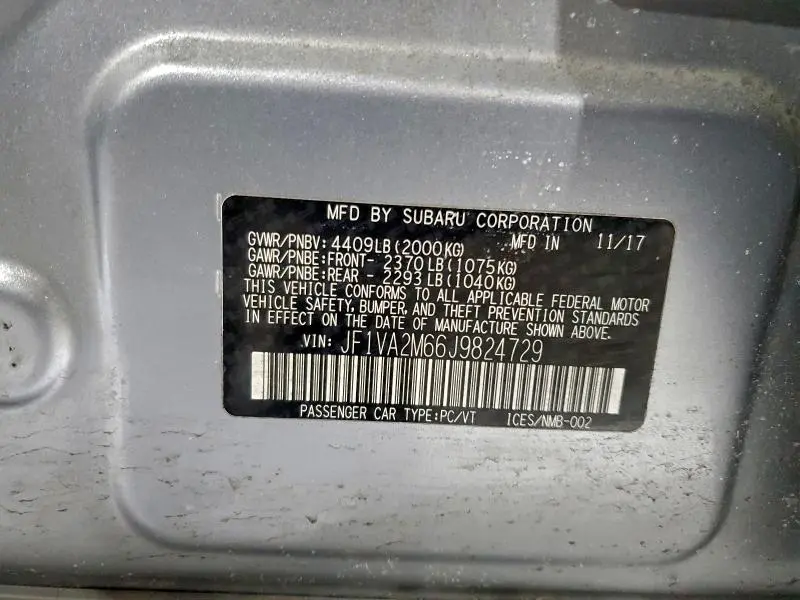 MFD BY SUBARU CORPORATION
GVWR/PNBV: 4409LB(2000KG) MFD IN 11/17
GAWR/PNBE:FRONT- 2370LB(1075KG)
GAWR/PNBE:REAR - 2293LB(1040KG)
THIS VEHICLE CONFORMS TO ALL APPLICABLE FEDERAL MOTOR
VEHICLE SAFETY, BUMPER, AND THEFT PREVENTION STANDARDS
IN EFFECT ON THE DATE OF MANUFACTURE SHOWN ABOVE.
VIN: JF1VA2M66J9824729
PASSENGER CAR TYPE:PC/VT ICES/NMB-002